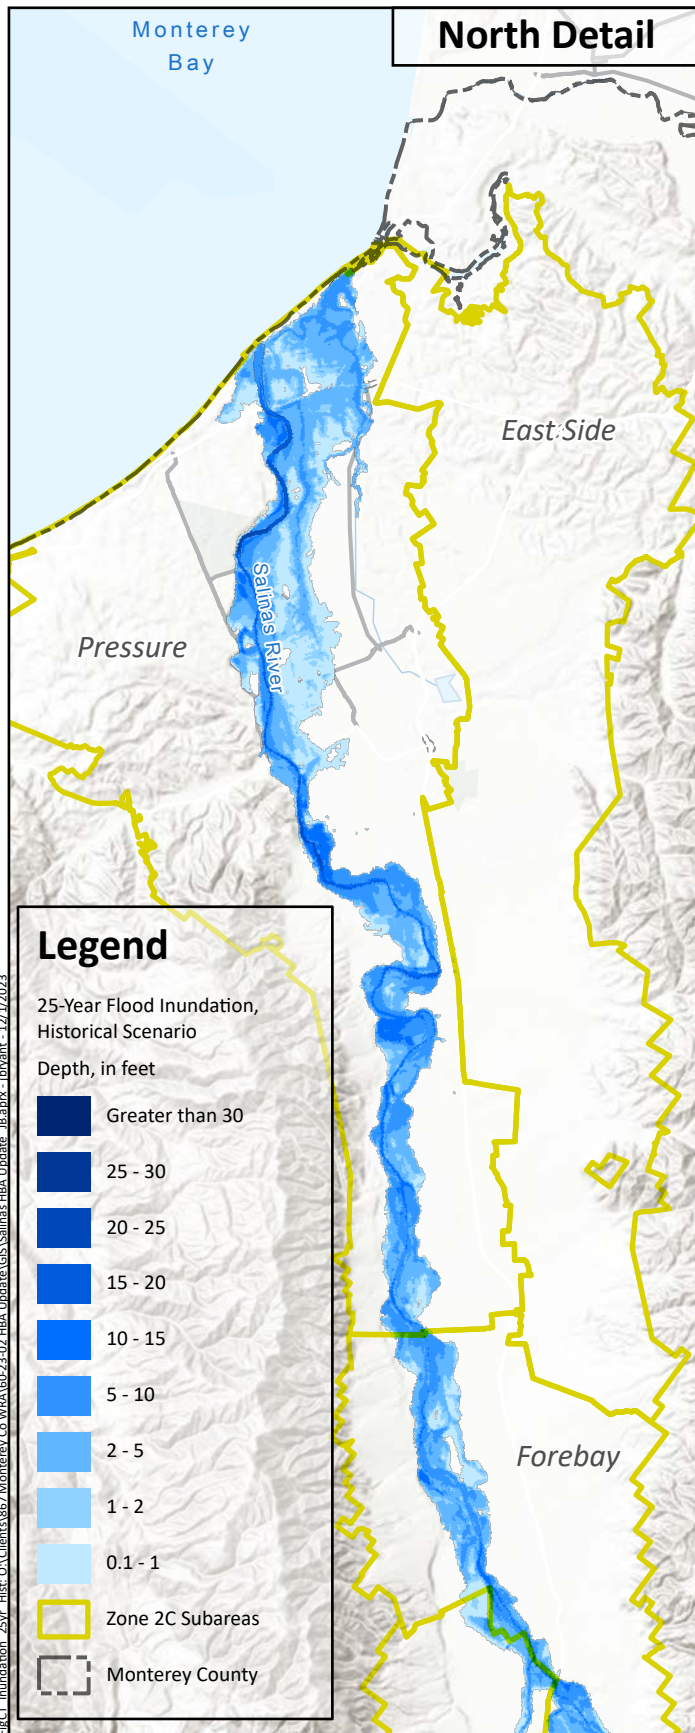 North Detail
Monterey
Bay
East Side
Salinas River
Pressure
Legend
25-Year Flood Inundation,
Historical Scenario
Depth, in feet
Greater than 30
25 - 30
20 - 25
15 - 20
10 - 15
5 - 10
2 - 5
1 - 2
0.1 - 1
Zone 2C Subareas
Monterey County
Forebay